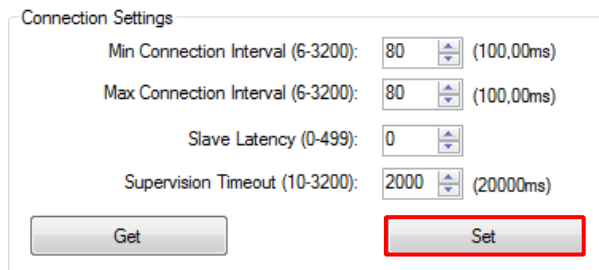 Connection Settings
Min Connection Interval (6-3200): 80 (100,00ms)
Max Connection Interval (6-3200): 80 (100,00ms)
Slave Latency (0-499): 0
Supervision Timeout (10-3200): 2000 (20000ms)
Get Set